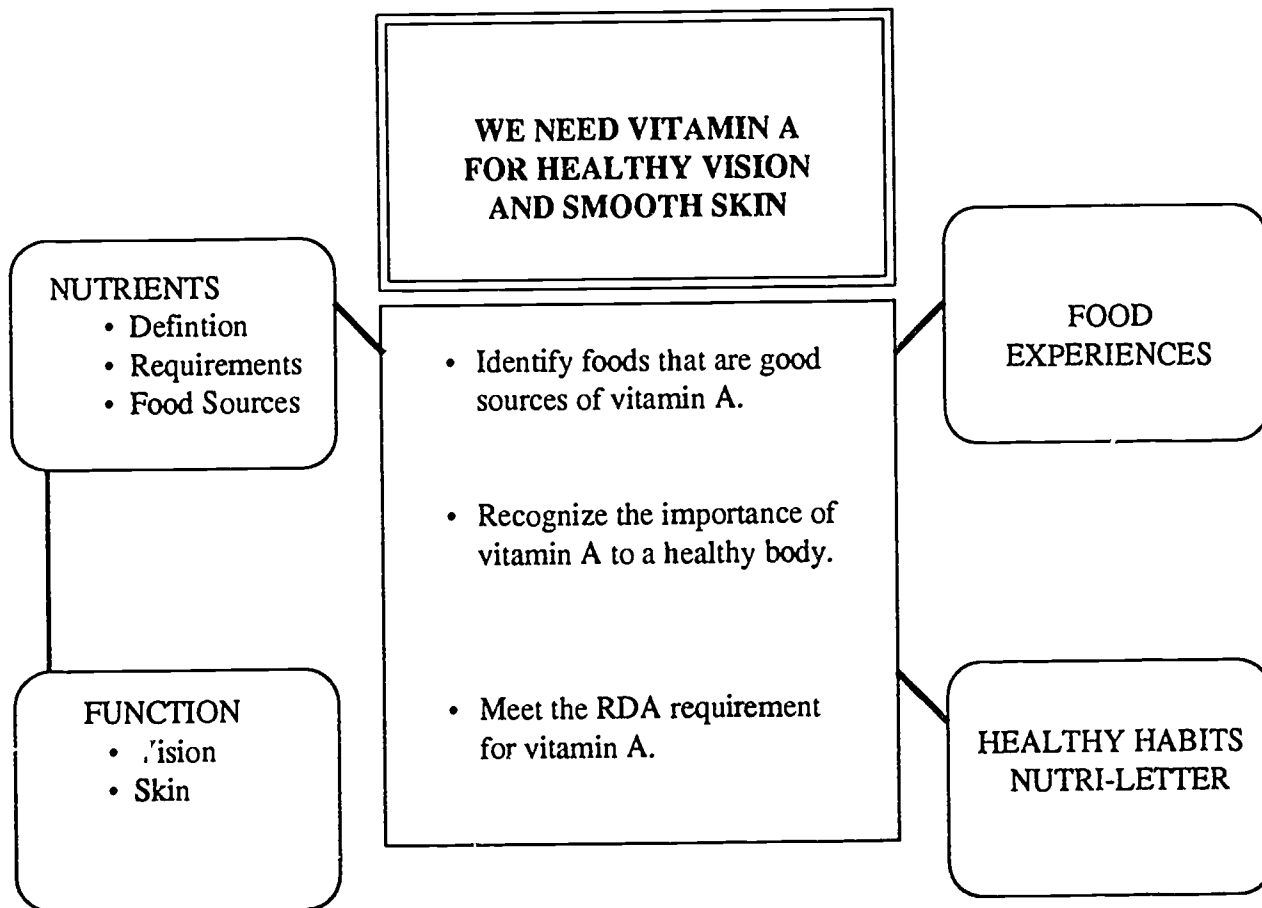 WE NEED VITAMIN A
FOR HEALTHY VISION
AND SMOOTH SKIN
NUTRIENTS
• Defintion
• Requirements
• Food Sources
• Identify foods that are good
sources of vitamin A.
• Recognize the importance of
vitamin A to a healthy body.
• Meet the RDA requirement
for vitamin A.
FOOD
EXPERIENCES
FUNCTION
• Vision
• Skin
HEALTHY HABITS
NUTRI-LETTER